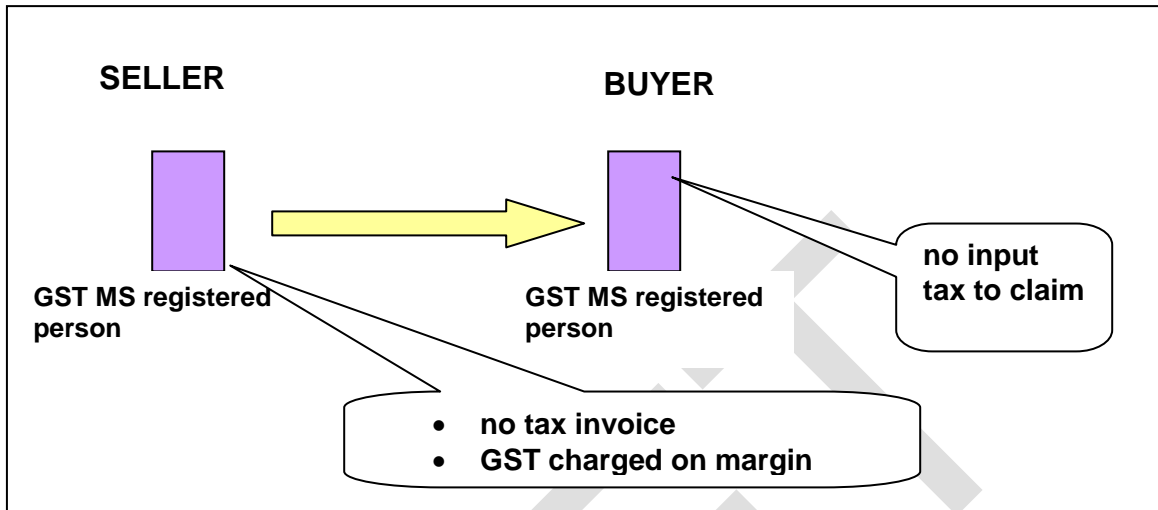 SELLER
BUYER
GST MS registered
person
GST MS registered
person
no input
tax to claim
• no tax invoice
• GST charged on margin